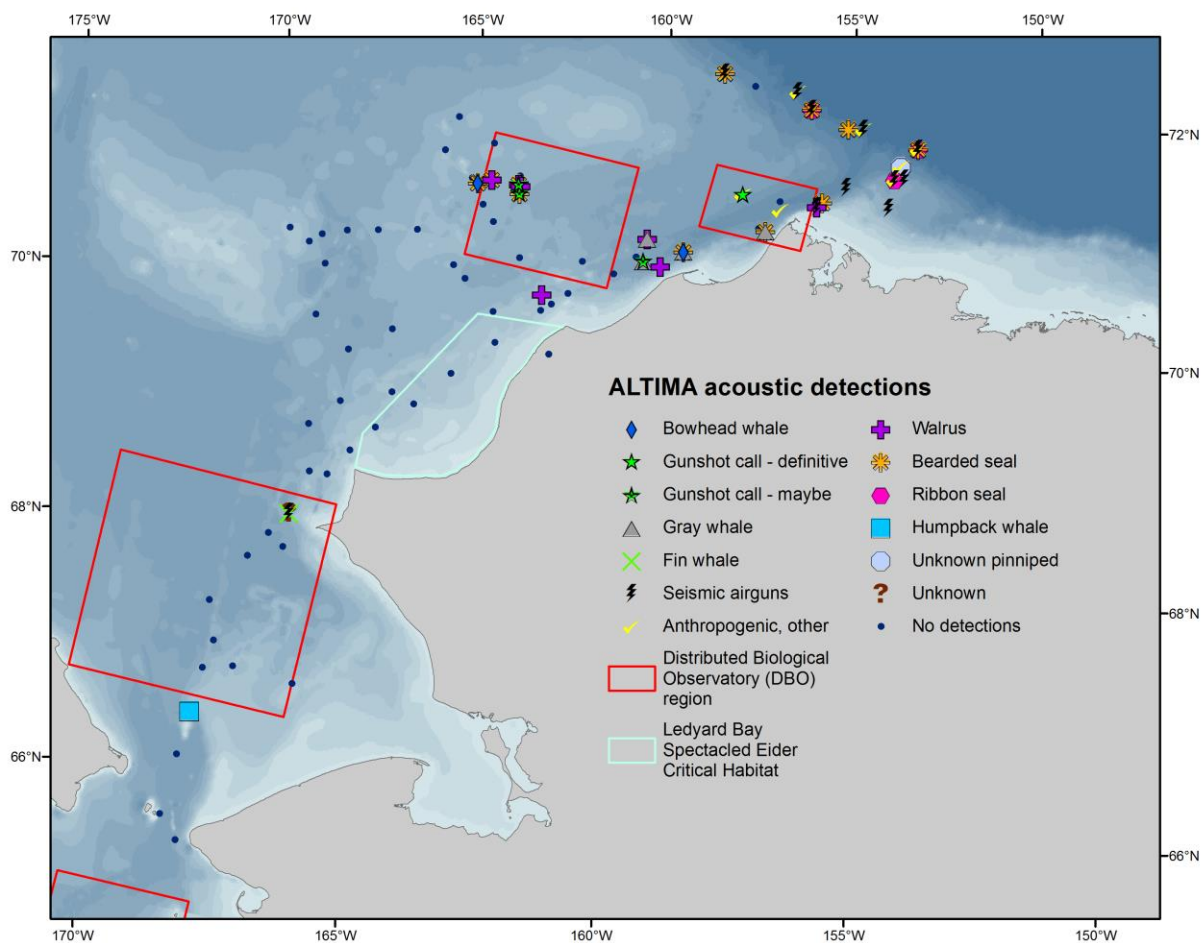 175°W 170°W 165°W 160°W 155°W 150°W
72°N
70°N
70°N
68°N
68°N
66°N
66°N
ALTIMA acoustic detections
Bowhead whale
Gunshot call - definitive
Gunshot call - maybe
Gray whale
Fin whale
Seismic airguns
Anthropogenic, other
Distributed Biological
Observatory (DBO)
region
Ledyard Bay
Spectacled Eider
Critical Habitat
Walrus
Bearded seal
Ribbon seal
Humpback whale
Unknown pinniped
? Unknown
No detections
170°W 165°W 160°W 155°W 150°W